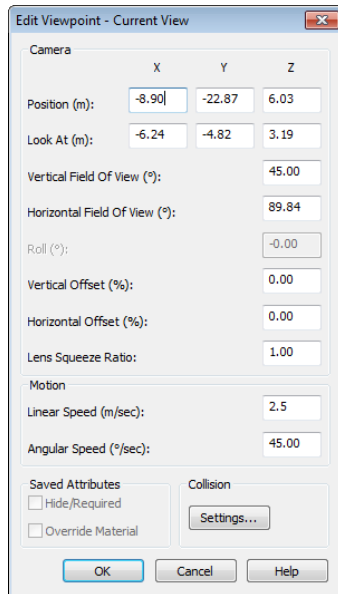 Edit Viewpoint - Current View
Camera
X Y Z
Position (m): -8.90 -22.87 6.03
Look At (m): -6.24 -4.82 3.19
Vertical Field Of View (°): 45.00
Horizontal Field Of View (°): 89.84
Roll (°): -0.00
Vertical Offset (%): 0.00
Horizontal Offset (%): 0.00
Lens Squeeze Ratio: 1.00
Motion
Linear Speed (m/sec): 2.5
Angular Speed (°/sec): 45.00
Saved Attributes Collision
Hide/Required
Settings...
Override Material
OK Cancel Help